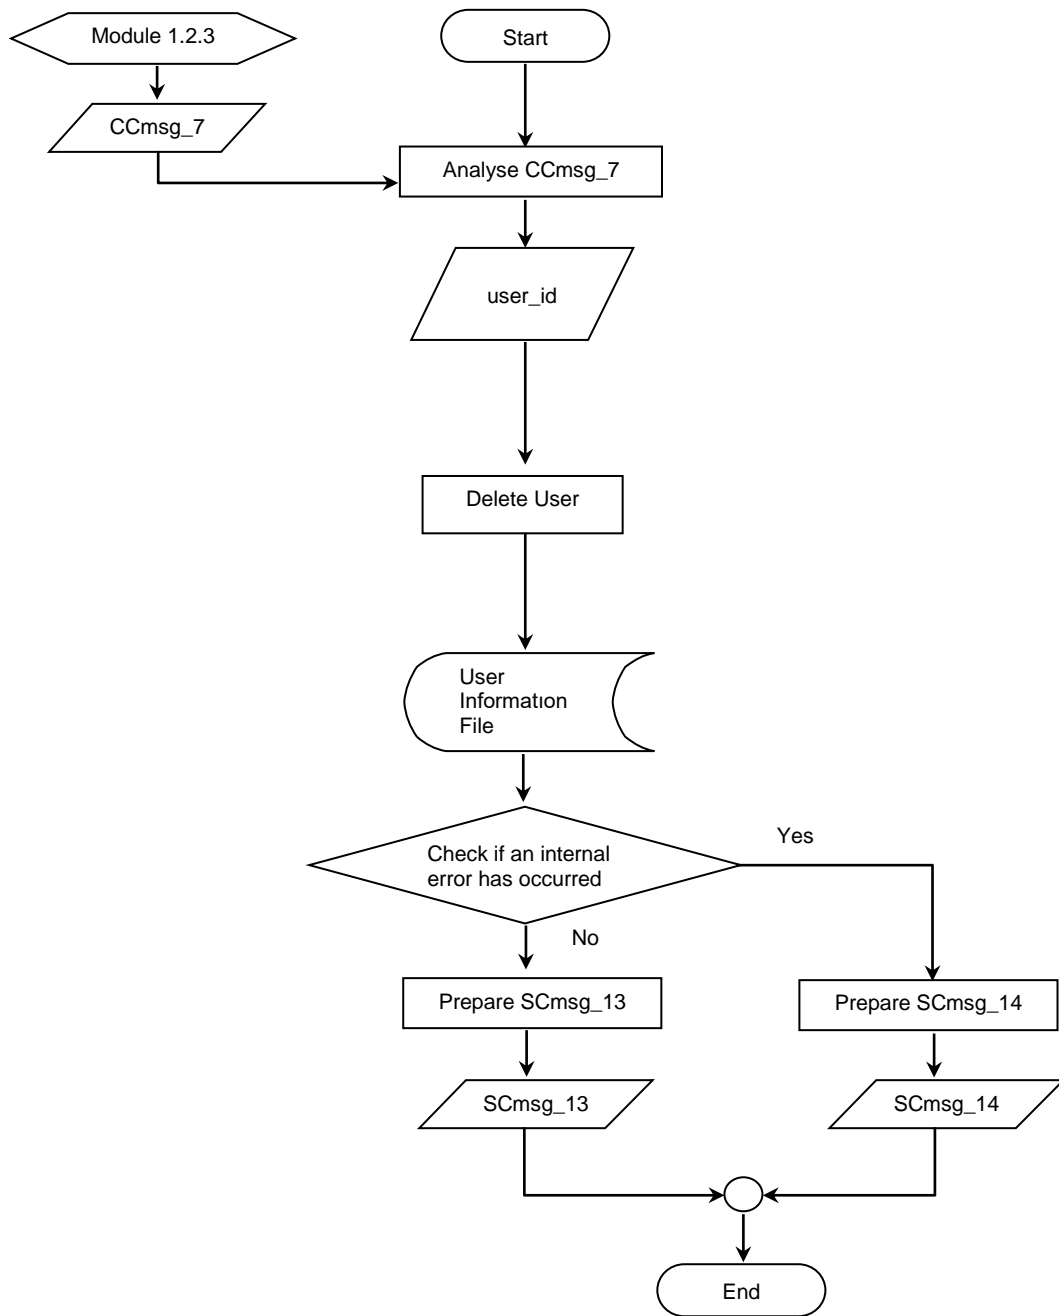 Module 1.2.3
Start
CCmsg_7
Analyse CCmsg_7
user_id
Delete User
User
Information
File
Check if an internal
error has occurred
Yes
No
Prepare SCmsg_13
Prepare SCmsg_14
SCmsg_13
SCmsg_14
End